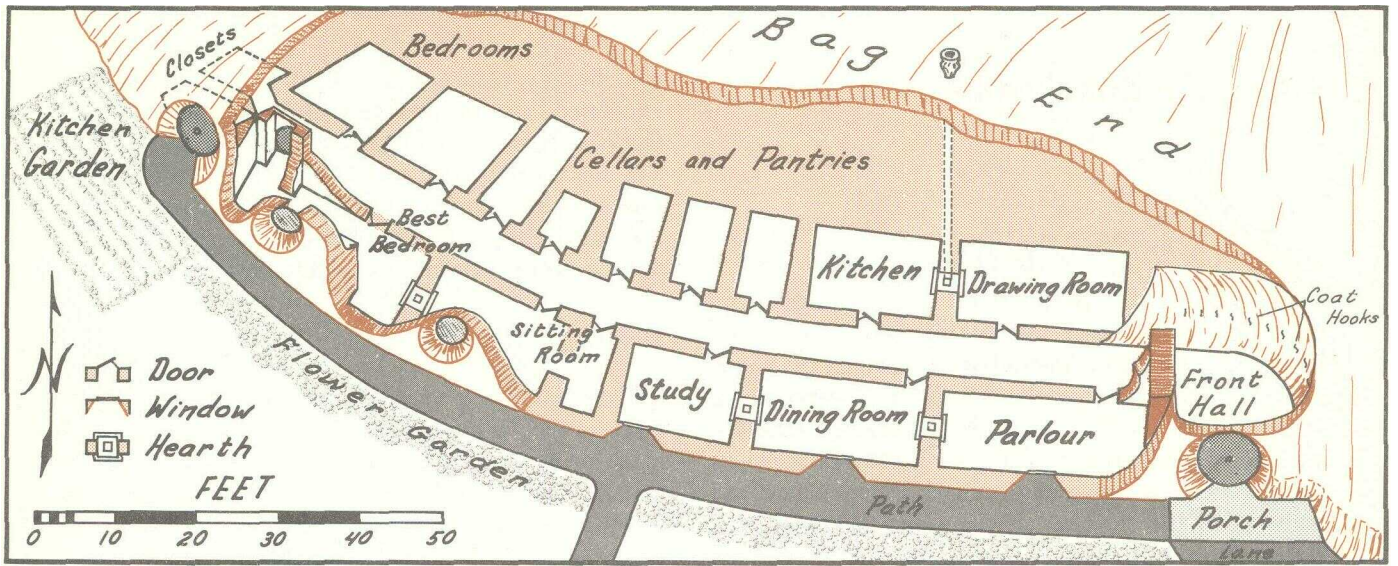 Bag End
Closets
Bedrooms
Kitchen
Garden
Cellars and Pantries
Best
Bedroom
Kitchen
Drawing Room
Coat
Hooks
Sitting
Room
Study
Dining Room
Parlour
Front
Hall
Flower Garden
Path
Porch
Lane
N
Door
Window
Hearth
FEET
0 10 20 30 40 50